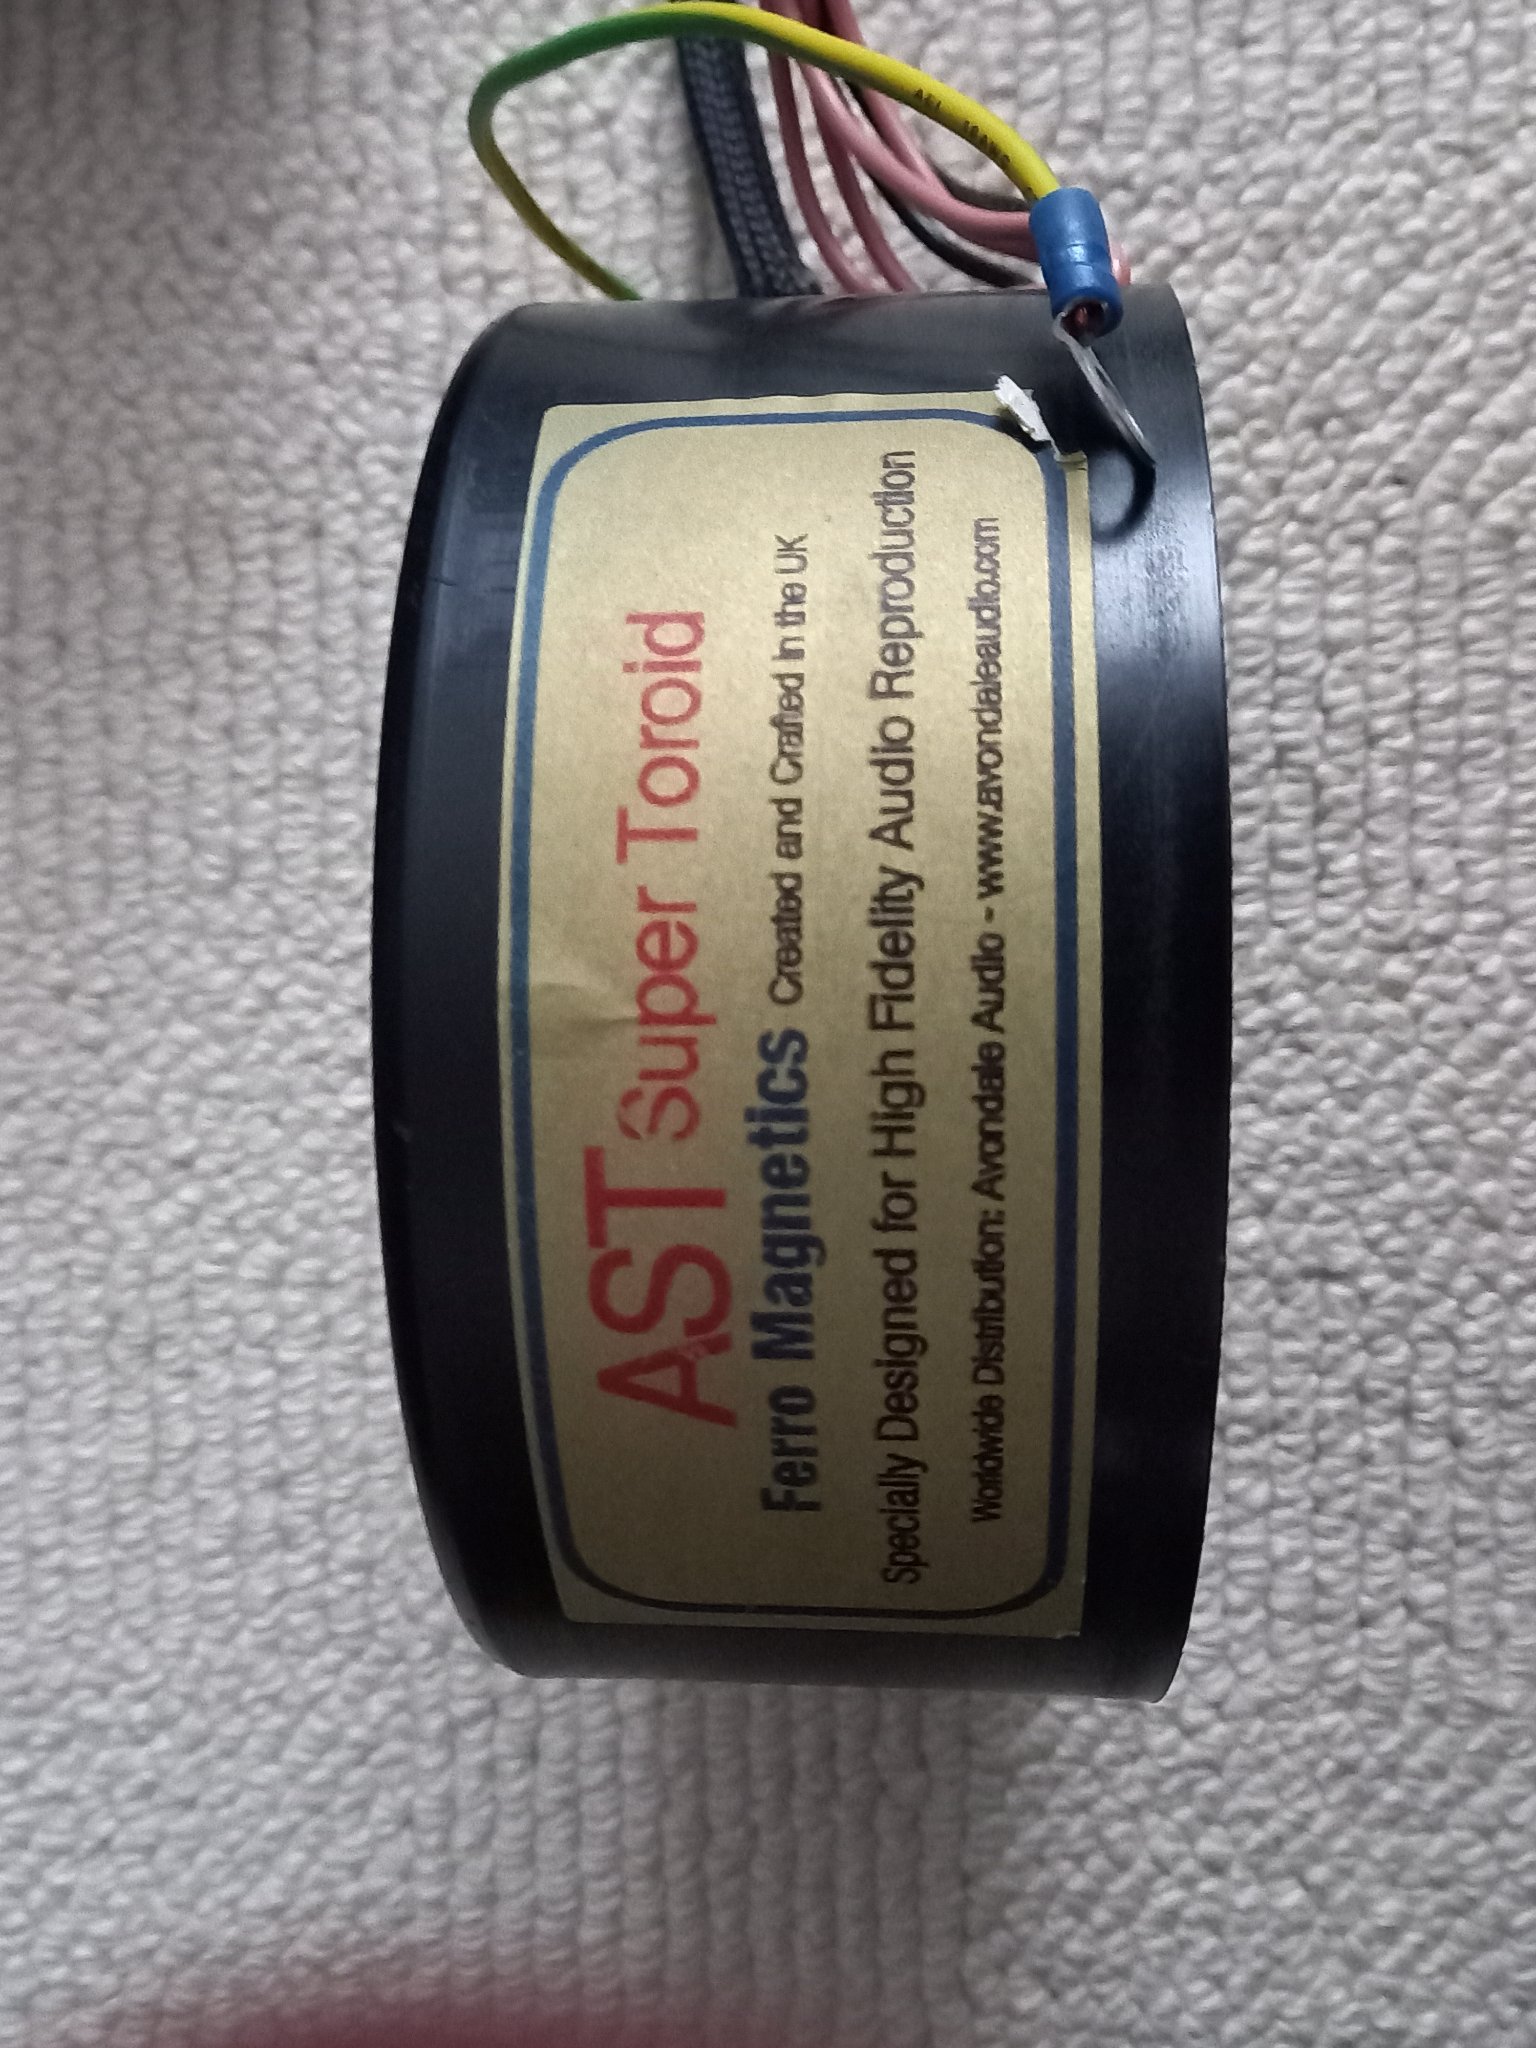 AST Super Toroid
Ferro Magnetics Created and Crafted in the UK
Specially Designed for High Fidelity Audio Reproduction
Worldwide Distribution: Avondale Audio - www.avondaleaudio.com